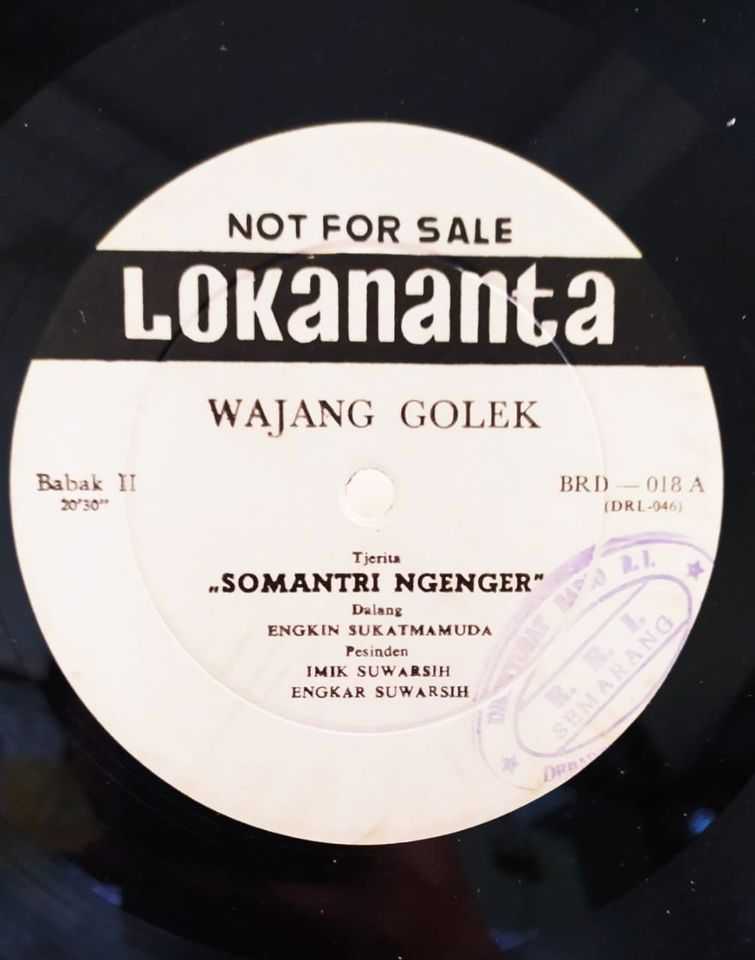 NOT FOR SALE
LOKananta
WAJANG GOLEK
Babak II
20'30"
BRD — 018 A
(DRL-046)
Tjerita
„SOMANTRI NGENGER"
Dalang
ENGKIN SUKATMAMUDA
Pesinden
IMIK SUWARSIH
ENGKAR SUWARSIH
R.I.
R. R. I.
SEMARANG